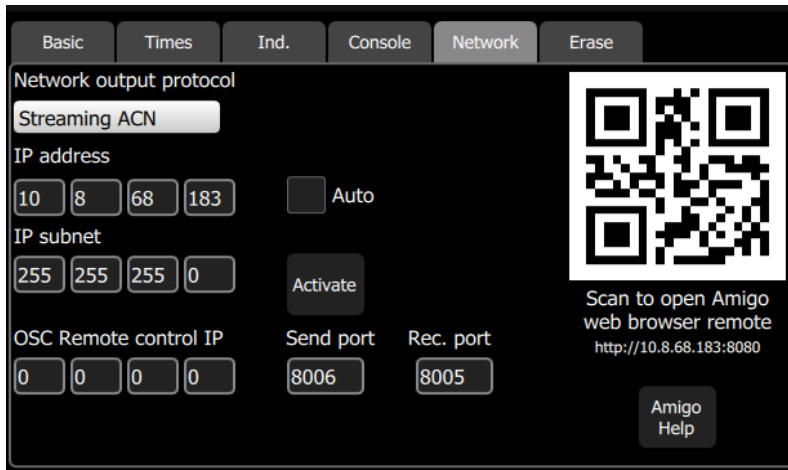 Basic Times Ind. Console Network Erase
Network output protocol
Streaming ACN
IP address
10 8 68 183 Auto
IP subnet
255 255 255 0 Activate
OSC Remote control IP Send port Rec. port
0 0 0 0 8006 8005
Scan to open Amigo
web browser remote
http://10.8.68.183:8080
Amigo
Help